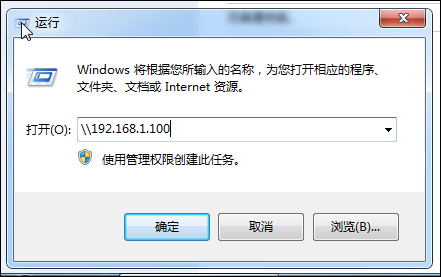 运行
Windows 将根据您所输入的名称，为您打开相应的程序、
文件夹、文档或 Internet 资源。
打开(O): \\192.168.1.100
使用管理权限创建此任务。
确定 取消 浏览(B)...